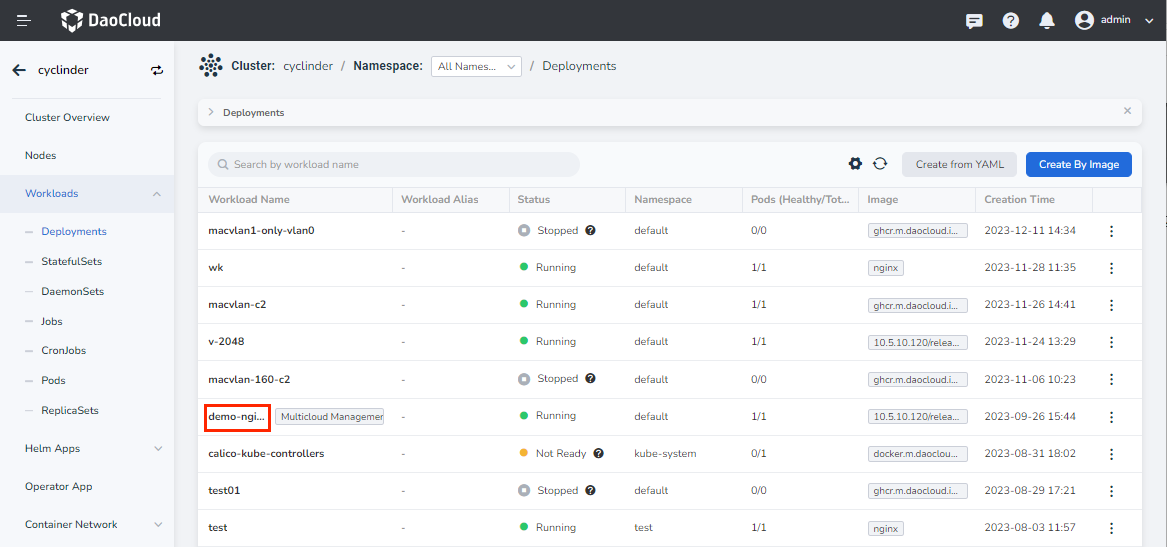 DaoCloud
admin
cyclinder
Cluster Overview
Nodes
Workloads
Deployments
StatefulSets
DaemonSets
Jobs
CronJobs
Pods
ReplicaSets
Helm Apps
Operator App
Container Network
Cluster: cyclinder / Namespace: All Names... / Deployments
Deployments
Search by workload name
Create from YAML
Create By Image
Workload Name Workload Alias Status Namespace Pods (Healthy/Tot... Image Creation Time
macvlan1-only-vlan0 - Stopped default 0/0 ghcr.m.daocloud.i... 2023-12-11 14:34
wk - Running default 1/1 nginx 2023-11-28 11:35
macvlan-c2 - Running default 1/1 ghcr.m.daocloud.i... 2023-11-26 14:41
v-2048 - Running default 1/1 10.5.10.120/relea... 2023-11-24 13:29
macvlan-160-c2 - Stopped default 0/0 ghcr.m.daocloud.i... 2023-11-06 10:23
demo-ngi... Multicloud Managemer - Running default 1/1 10.5.10.120/relea... 2023-09-26 15:44
calico-kube-controllers - Not Ready kube-system 0/1 docker.m.daoclou... 2023-08-31 18:02
test01 - Stopped default 0/0 ghcr.m.daocloud.i... 2023-08-29 17:21
test - Running test 1/1 nginx 2023-08-03 11:57